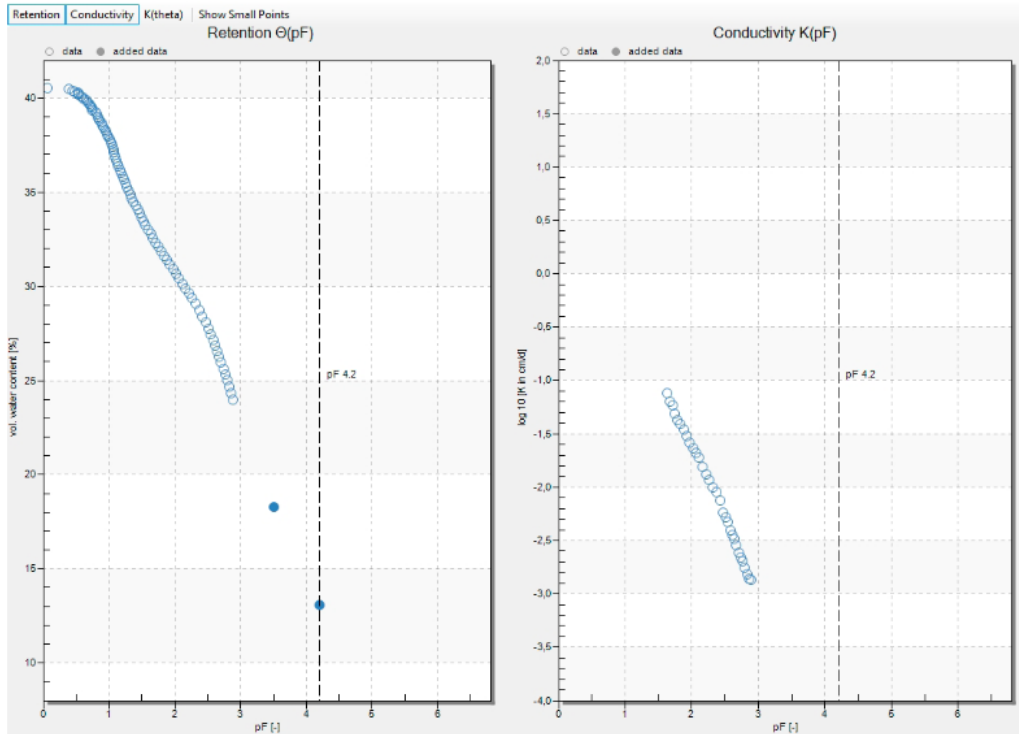 Retention Conductivity K(theta) Show Small Points
Retention Θ(pF)
data added data
40
35
30
25
20
15
10
vol. water content [%]
pF 4.2
0 1 2 3 4 5 6
pF [-]
Conductivity K(pF)
data added data
2,0
1,5
1,0
0,5
0,0
-0,5
-1,0
-1,5
-2,0
-2,5
-3,0
-3,5
-4,0
log 10 [K in cm/d]
pF 4.2
0 1 2 3 4 5 6
pF [-]